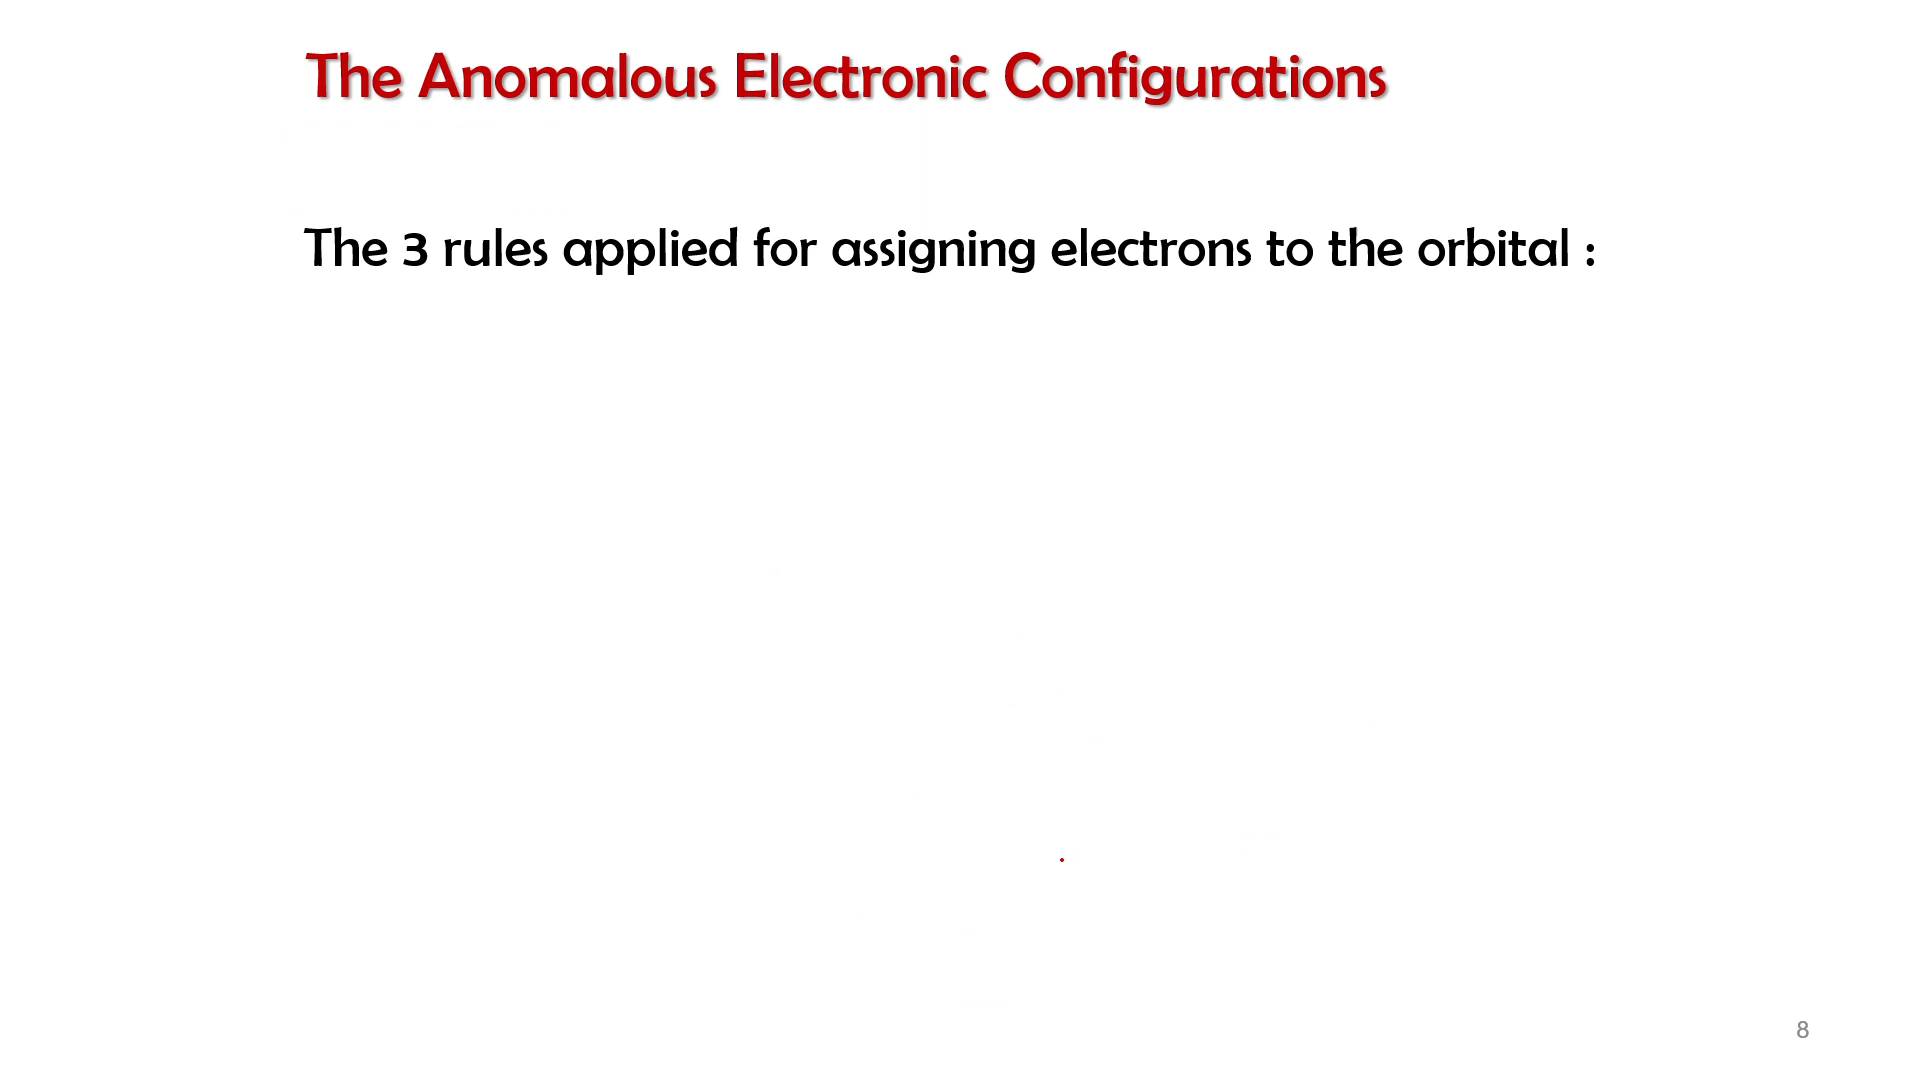 The Anomalous Electronic Configurations
The 3 rules applied for assigning electrons to the orbital :
8